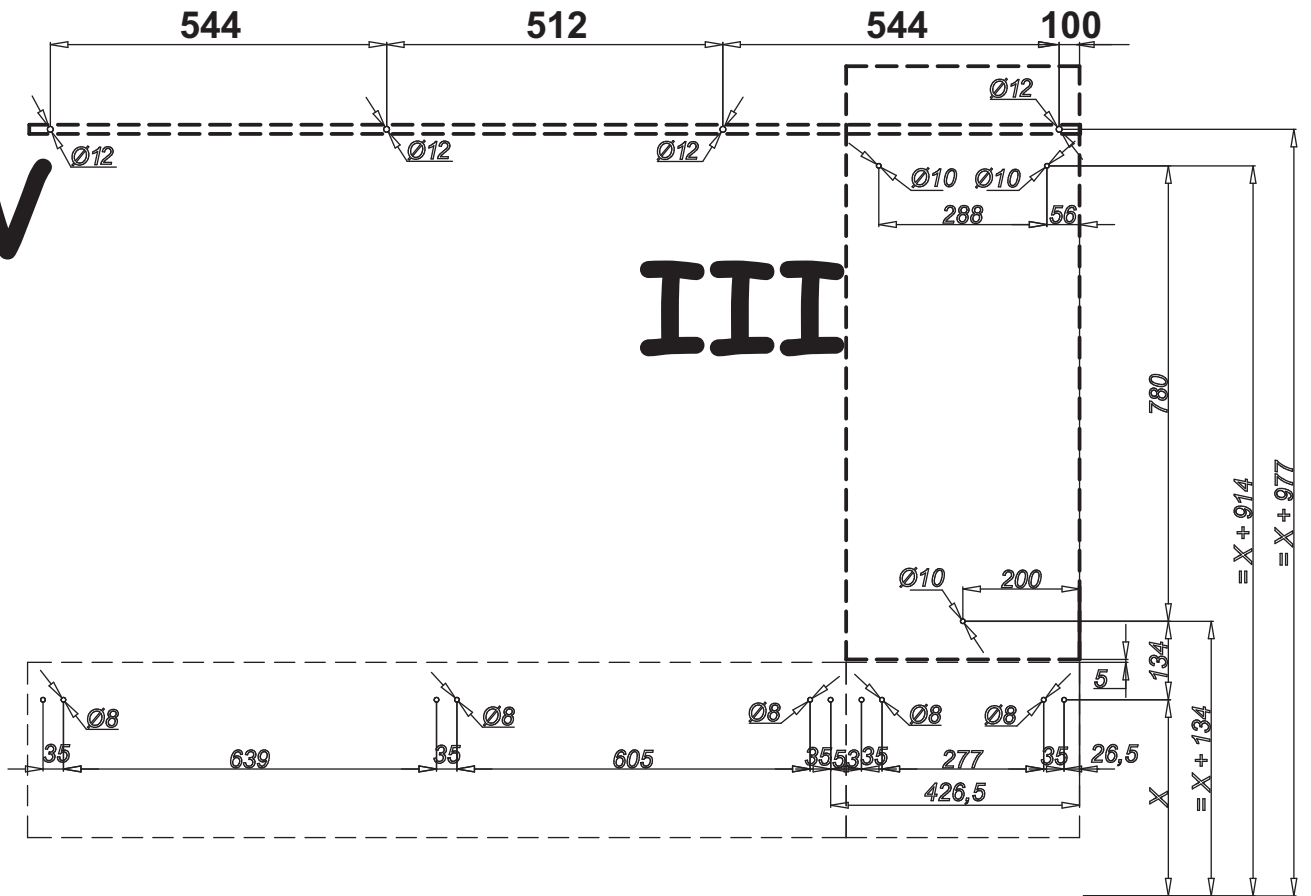 544 512 544 100
Ø12
Ø12 Ø12 Ø12
Ø10 Ø10
288 56
III
780
= X + 914
= X + 977
Ø10 200
134
5
= X + 134
Ø8 Ø8 Ø8 Ø8 Ø8
35 639 35 605 35 53 35 277 35 26,5
426,5
X